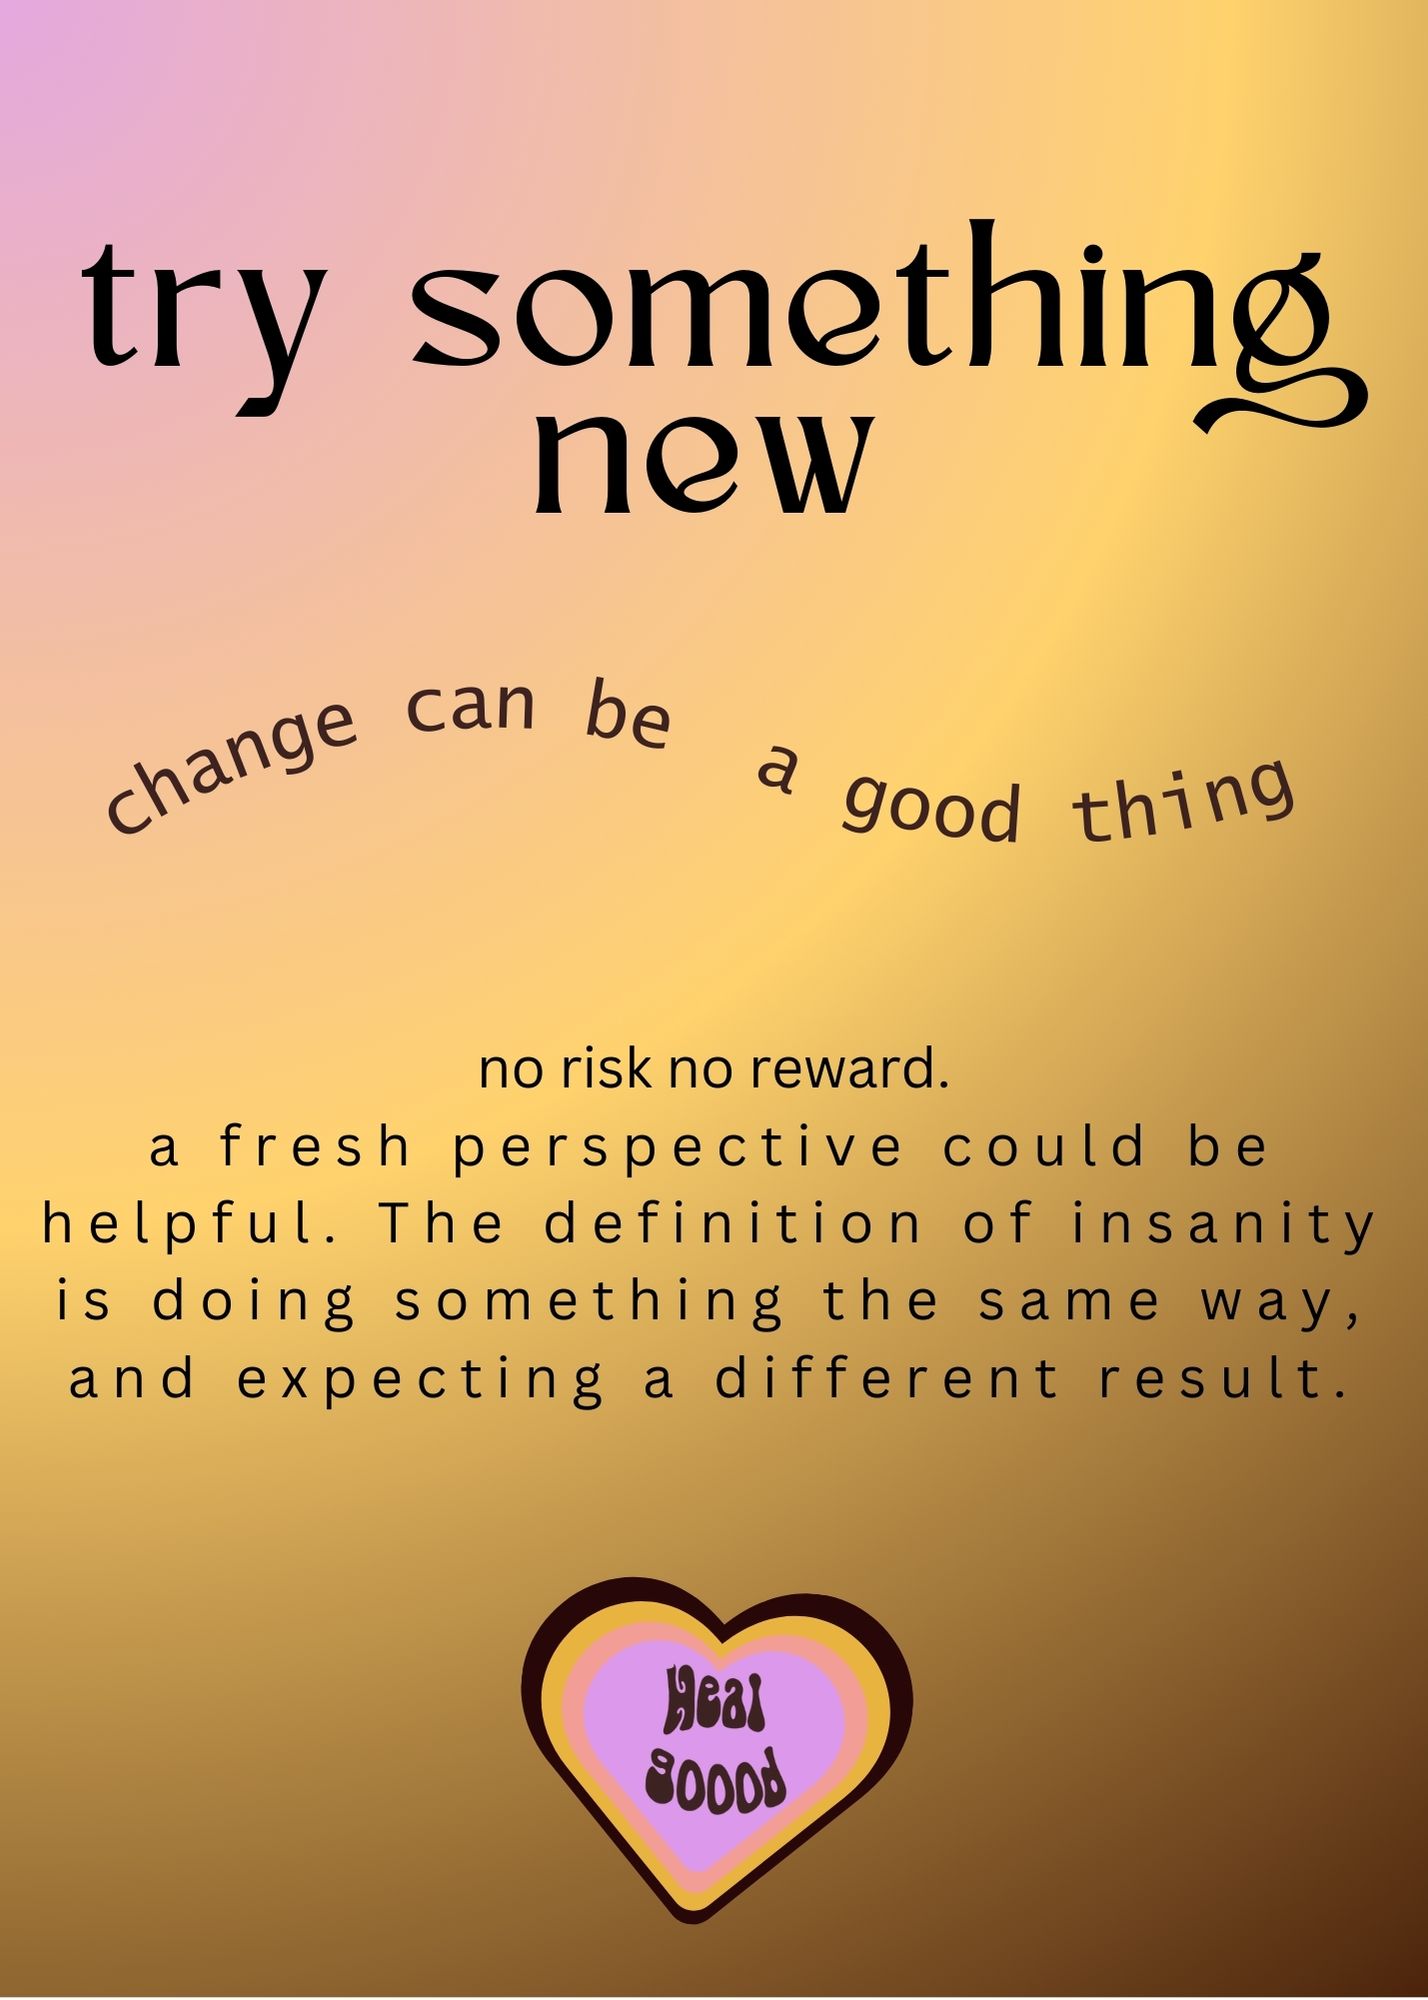 try something
new
change can be a good thing
no risk no reward.
a fresh perspective could be
helpful. The definition of insanity
is doing something the same way,
and expecting a different result.
Heal
goood